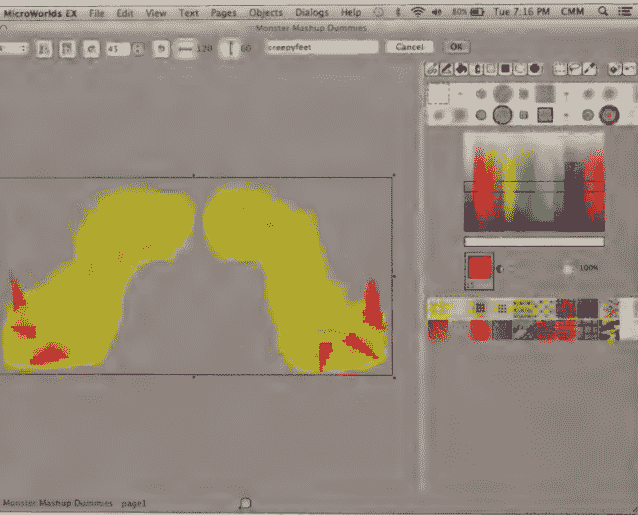 MicroWorlds EX File Edit View Text Pages Objects Dialogs Help 80% Tue 7:16 PM CMM
Monster Mashup Dummies
45 120 60 creepyfeet Cancel OK
100%
Monster Mashup Dummies page1